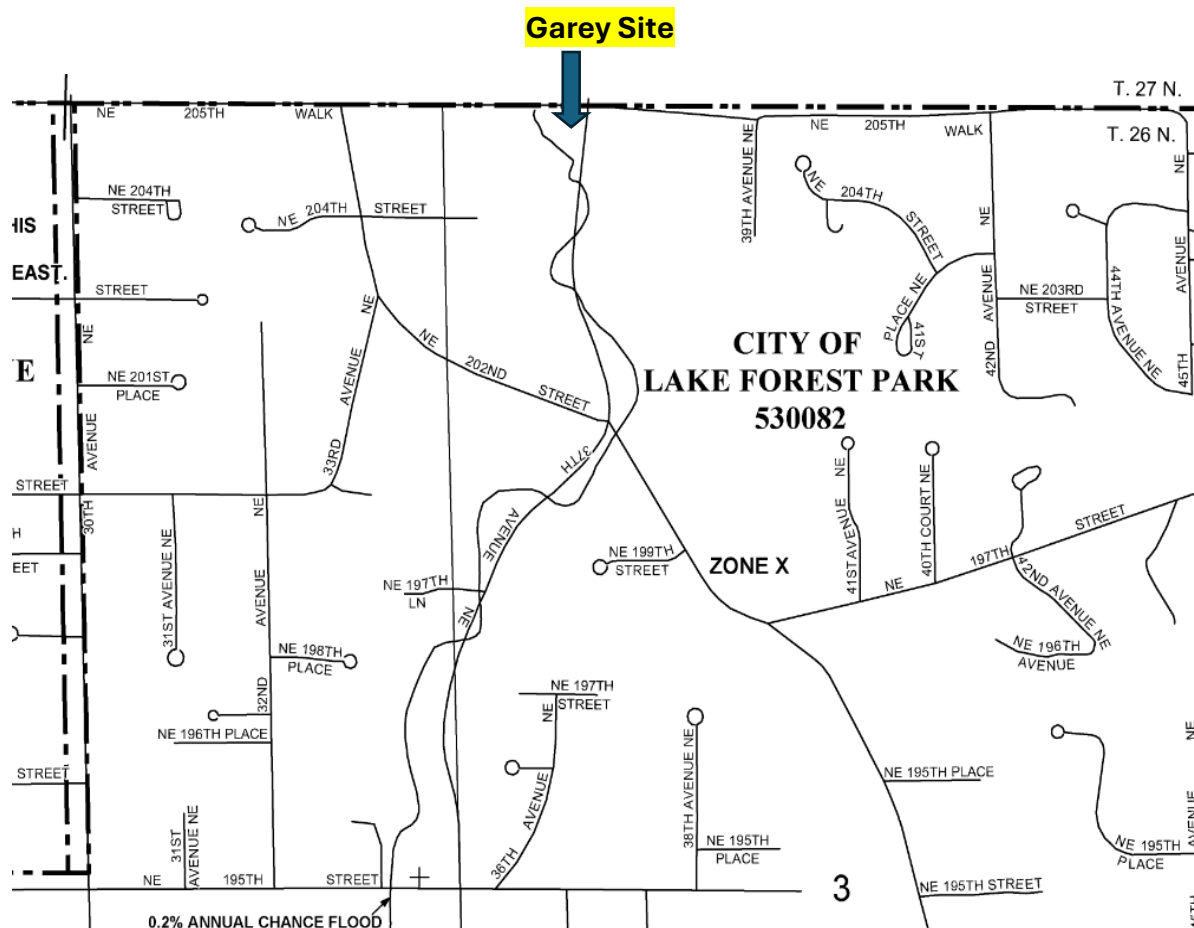 Garey Site
T. 27 N.
NE 205TH WALK
NE 205TH WALK
T. 26 N.
39TH AVENUE NE
NE
NE 204TH
STREET
NE 204TH STREET
NE 204TH STREET
NE
HIS
EAST.
STREET
NE
E
NE 201ST
PLACE
AVENUE
NE
33RD AVENUE NE
NE 202ND STREET
PLACE NE
41ST
42ND AVENUE NE
NE 203RD
STREET
44TH AVENUE NE
45TH AVENUE
CITY OF
LAKE FOREST PARK
530082
STREET
30TH
H
EET
31ST AVENUE NE
32ND AVENUE NE
37TH AVENUE NE
NE 197TH
LN
NE 199TH
STREET
ZONE X
41ST AVENUE NE
40TH COURT NE
NE 197TH STREET
42ND AVENUE NE
NE 196TH
AVENUE
NE 198TH
PLACE
NE 196TH PLACE
STREET
NE 197TH
STREET
36TH AVENUE NE
38TH AVENUE NE
NE 195TH
PLACE
NE 195TH PLACE
NE
NE 195TH
PLACE
AVENUE
45TH
31ST
AVENUE NE
NE 195TH STREET
3
NE 195TH STREET
0.2% ANNUAL CHANCE FLOOD